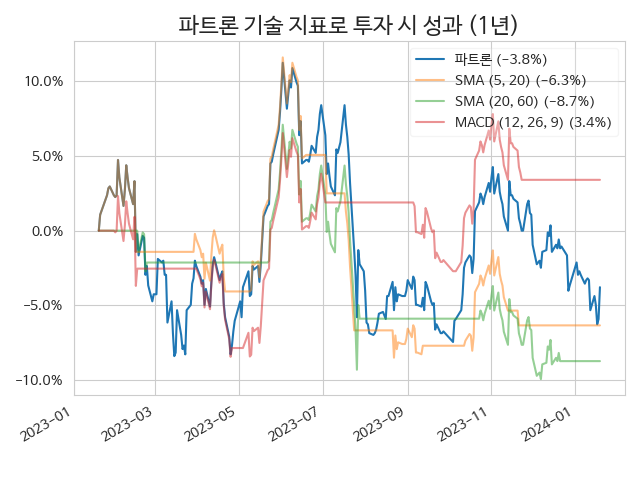 파트론 기술 지표로 투자 시 성과 (1년)
파트론 (−3.8%)
SMA (5, 20) (−6.3%)
SMA (20, 60) (−8.7%)
MACD (12, 26, 9) (3.4%)
10.0%
5.0%
0.0%
−5.0%
−10.0%
2023-01
2023-03
2023-05
2023-07
2023-09
2023-11
2024-01